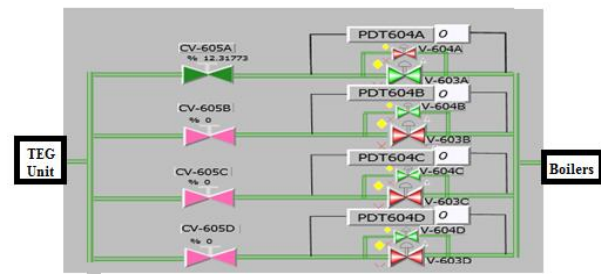 PDT604A 0
CV-605A V-604A
% 12.31773
V-603A
PDT604B 0
CV-605B V-604B
% 0
V-603B
TEG
Unit
PDT604C 0
CV-605C V-604C
% 0
V-603C
Boilers
PDT604D 0
CV-605D V-604D
% 0
V-603D